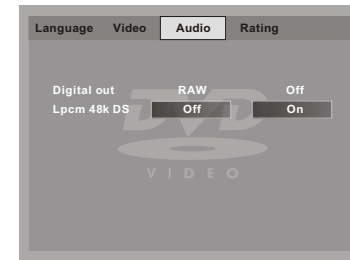 Language Video Audio Rating
Digital out RAW Off
Lpcm 48k DS Off On
DVD
VIDEO